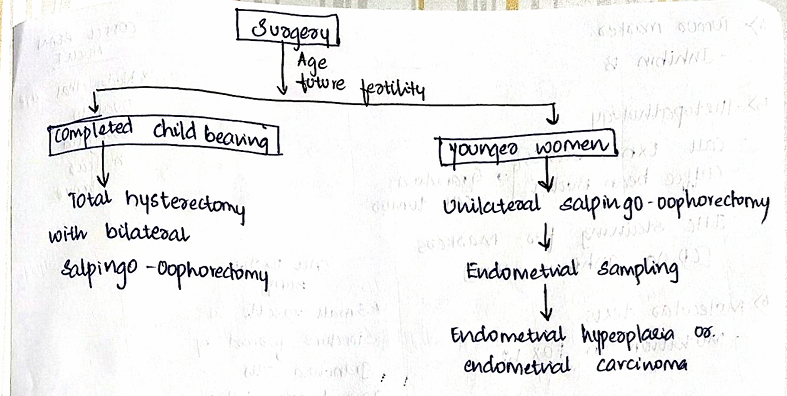 Surgery
Age
future fertility
completed child bearing
younger women
Total hysterectomy
with bilateral
salpingo-oophorectomy
Unilateral salpingo-oophorectomy
Endometrial sampling
Endometrial hyperplasia or
endometrial carcinoma